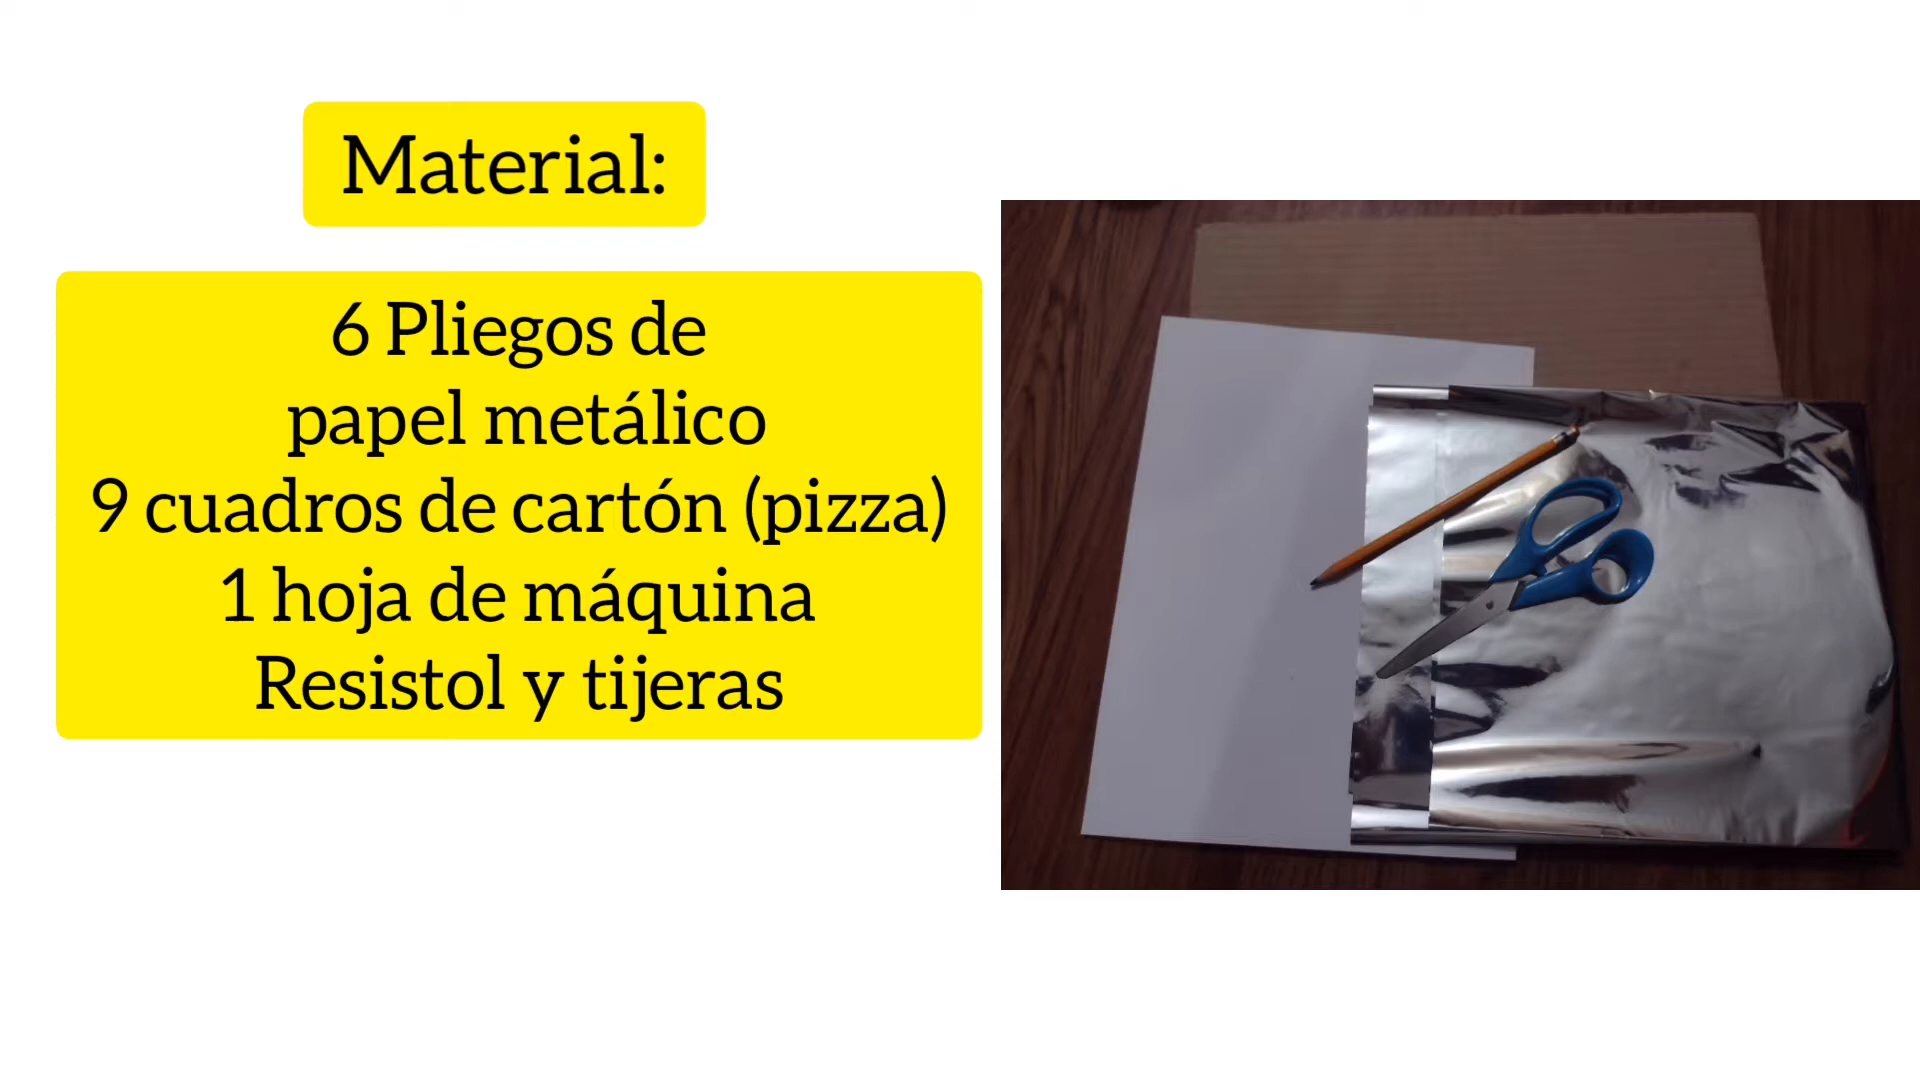 Material:
6 Pliegos de
papel metálico
9 cuadros de cartón (pizza)
1 hoja de máquina
Resistol y tijeras